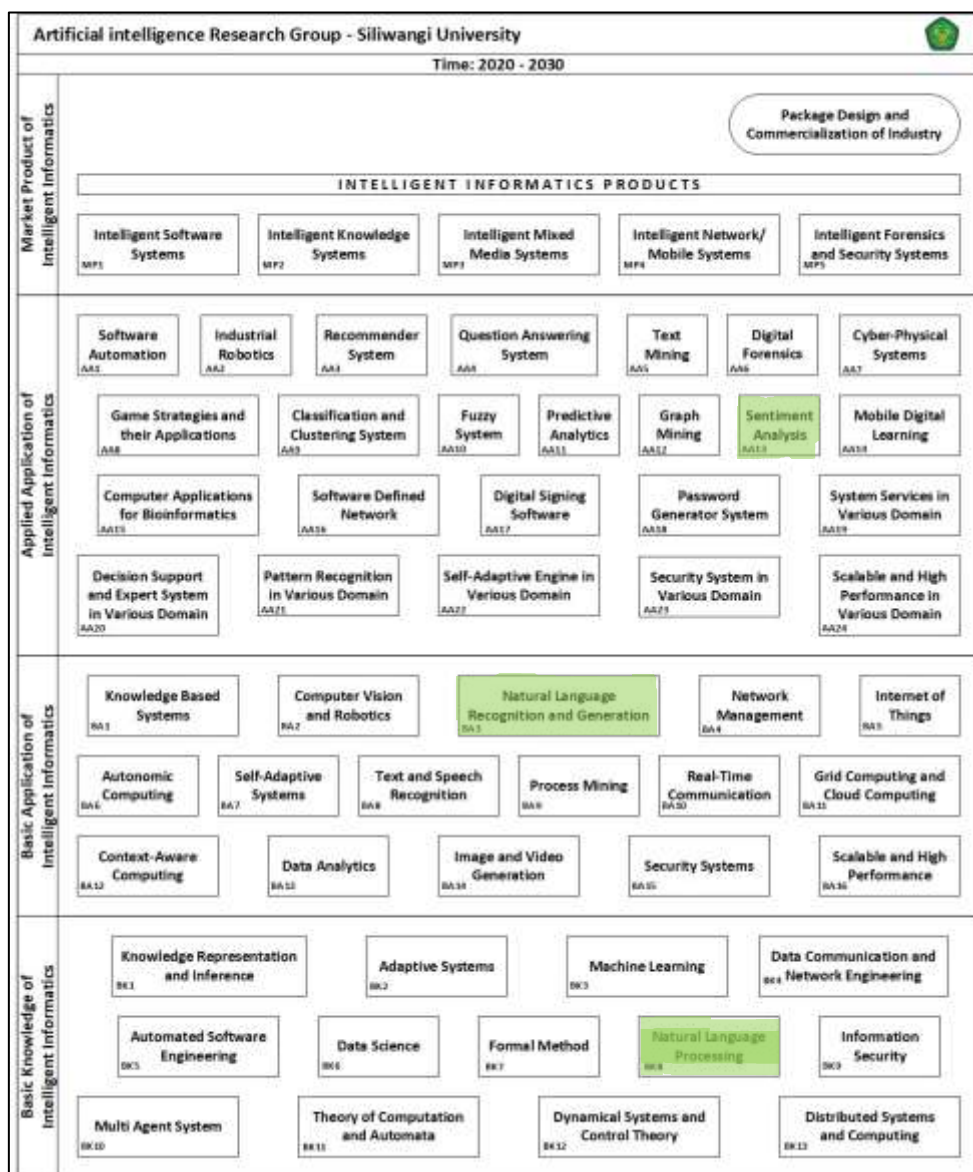 Artificial intelligence Research Group - Siliwangi University
Time: 2020 - 2030
Market Product of
Intelligent Informatics
Package Design and
Commercialization of Industry
INTELLIGENT INFORMATICS PRODUCTS
Intelligent Software
Systems
MP1
Intelligent Knowledge
Systems
MP2
Intelligent Mixed
Media Systems
MP3
Intelligent Network/
Mobile Systems
MP4
Intelligent Forensics
and Security Systems
MP5
Applied Application of
Intelligent Informatics
Software
Automation
AA1
Industrial
Robotics
AA2
Recommender
System
AA3
Question Answering
System
AA4
Text
Mining
AA5
Digital
Forensics
AA6
Cyber-Physical
Systems
AA7
Game Strategies and
their Applications
AA8
Classification and
Clustering System
AA9
Fuzzy
System
AA10
Predictive
Analytics
AA11
Graph
Mining
AA12
Sentiment
Analysis
AA13
Mobile Digital
Learning
AA14
Computer Applications
for Bioinformatics
AA15
Software Defined
Network
AA16
Digital Signing
Software
AA17
Password
Generator System
AA18
System Services in
Various Domain
AA19
Decision Support
and Expert System
in Various Domain
AA20
Pattern Recognition
in Various Domain
AA21
Self-Adaptive Engine in
Various Domain
AA22
Security System in
Various Domain
AA23
Scalable and High
Performance in
Various Domain
AA24
Basic Application of
Intelligent Informatics
Knowledge Based
Systems
BA1
Computer Vision
and Robotics
BA2
Natural Language
Recognition and Generation
BA3
Network
Management
BA4
Internet of
Things
BA5
Autonomic
Computing
BA6
Self-Adaptive
Systems
BA7
Text and Speech
Recognition
BA8
Process Mining
BA9
Real-Time
Communication
BA10
Grid Computing and
Cloud Computing
BA11
Context-Aware
Computing
BA12
Data Analytics
BA13
Image and Video
Generation
BA14
Security Systems
BA15
Scalable and High
Performance
BA16
Basic Knowledge of
Intelligent Informatics
Knowledge Representation
and Inference
BK1
Adaptive Systems
BK2
Machine Learning
BK3
Data Communication and
Network Engineering
BK4
Automated Software
Engineering
BK5
Data Science
BK6
Formal Method
BK7
Natural Language
Processing
BK8
Information
Security
BK9
Multi Agent System
BK10
Theory of Computation
and Automata
BK11
Dynamical Systems and
Control Theory
BK12
Distributed Systems
and Computing
BK13